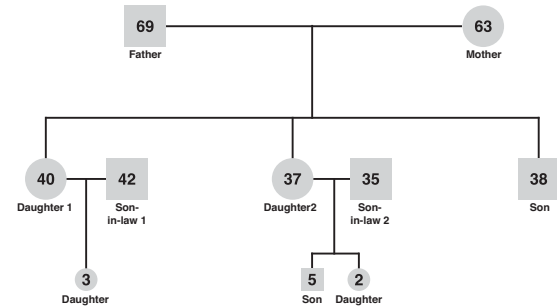 69
63
Father
Mother
40
42
37
35
38
Daughter 1
Son-
in-law 1
Daughter2
Son-
in-law 2
Son
3
5
2
Daughter
Son
Daughter